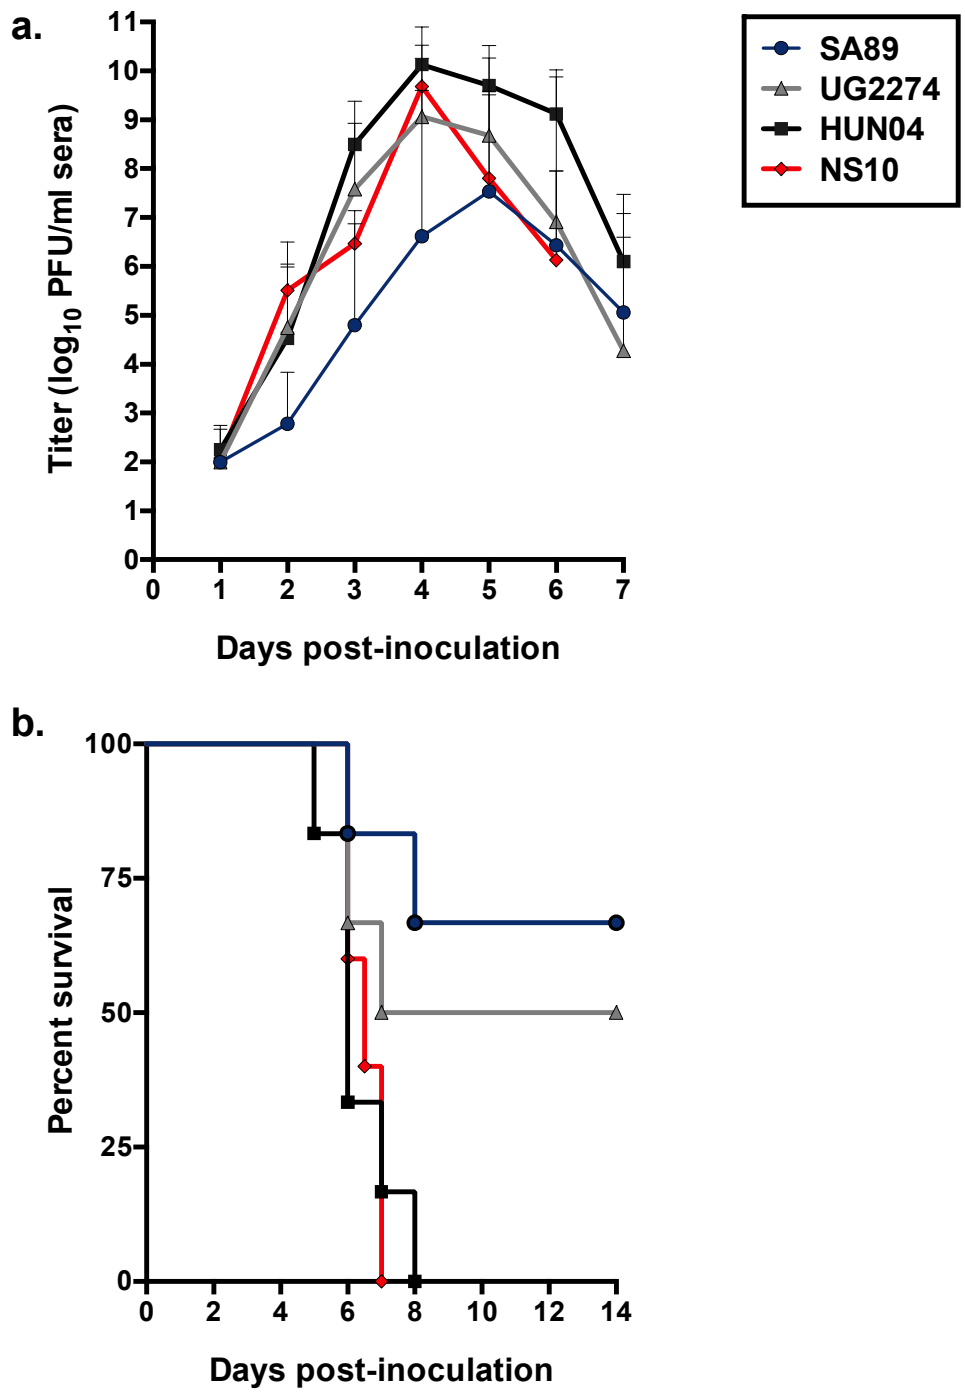 a.
11
10
9
8
7
6
5
4
3
2
1
0
Titer (log10 PFU/ml sera)
0 1 2 3 4 5 6 7
Days post-inoculation
SA89
UG2274
HUN04
NS10
b.
100
75
50
25
0
Percent survival
0 2 4 6 8 10 12 14
Days post-inoculation